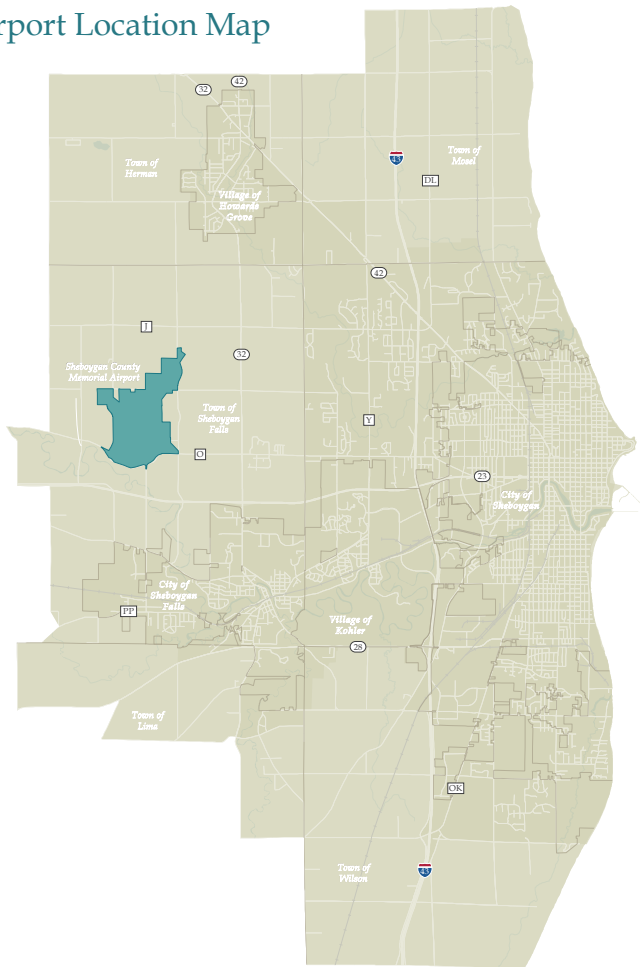 rport Location Map
42
32
43
Town of
Mosel
Town of
Herman
DL
Village of
Howards
Grove
42
J
32
Sheboygan County
Memorial Airport
Town of
Sheboygan
Falls
Y
O
23
City of
Sheboygan
City of
Sheboygan
Falls
PP
Village of
Kohler
28
Town of
Lima
OK
Town of
Wilson
43